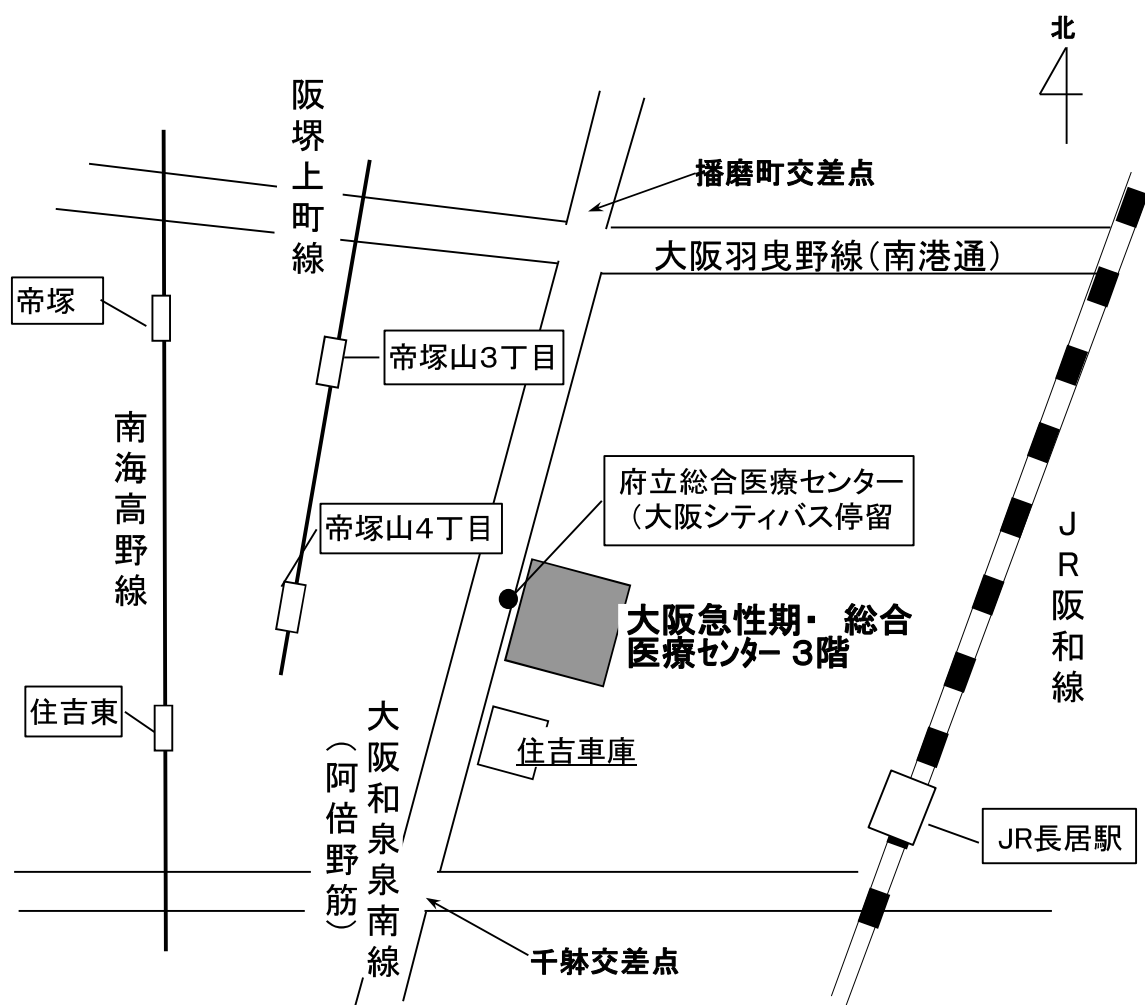 北
阪堺上町線
播磨町交差点
大阪羽曳野線（南港通）
帝塚
帝塚山３丁目
南海高野線
府立総合医療センター
（大阪シティバス停留
帝塚山４丁目
ＪＲ阪和線
大阪急性期・ 総合
医療センター ３階
住吉東
大阪和泉泉南線
（阿倍野筋）
住吉車庫
JR長居駅
千躰交差点